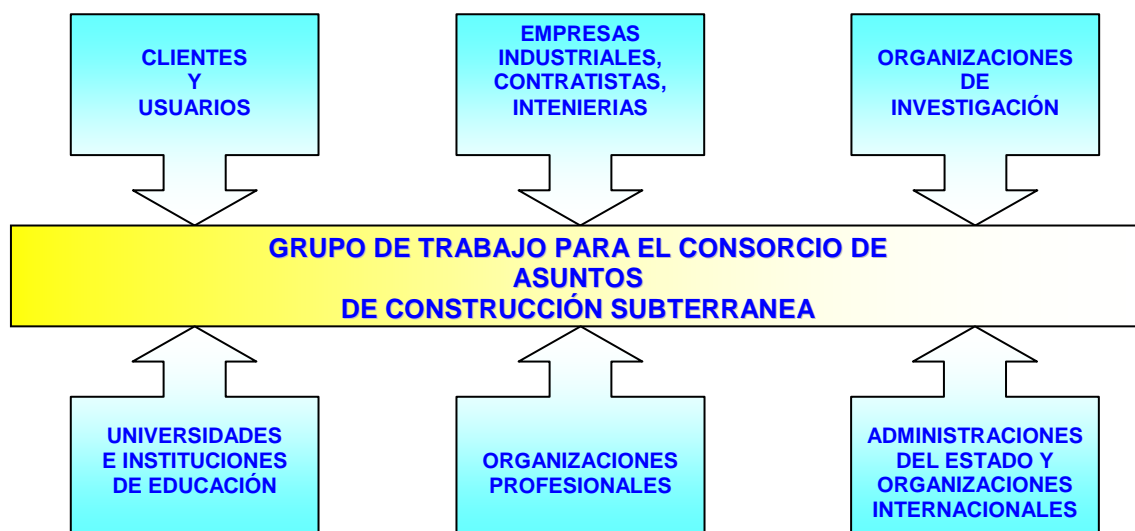 CLIENTES
Y
USUARIOS
EMPRESAS
INDUSTRIALES,
CONTRATISTAS,
INTENIERIAS
ORGANIZACIONES
DE
INVESTIGACIÓN
GRUPO DE TRABAJO PARA EL CONSORCIO DE
ASUNTOS
DE CONSTRUCCIÓN SUBTERRANEA
UNIVERSIDADES
E INSTITUCIONES
DE EDUCACIÓN
ORGANIZACIONES
PROFESIONALES
ADMINISTRACIONES
DEL ESTADO Y
ORGANIZACIONES
INTERNACIONALES